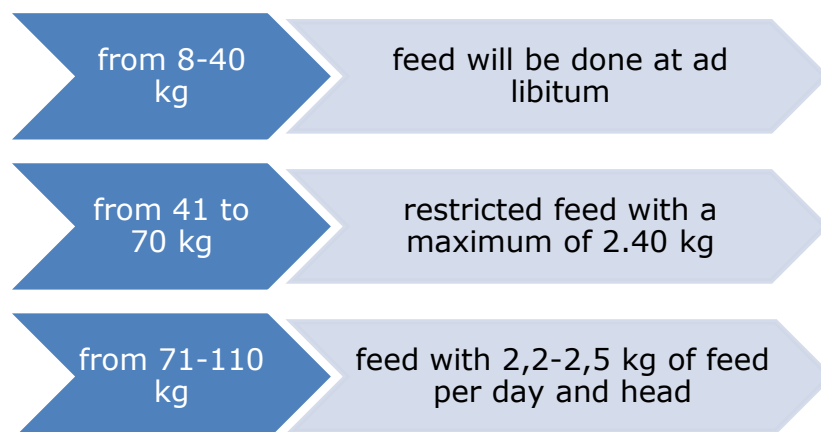 from 8-40
kg
feed will be done at ad
libitum
from 41 to
70 kg
restricted feed with a
maximum of 2.40 kg
from 71-110
kg
feed with 2,2-2,5 kg of feed
per day and head